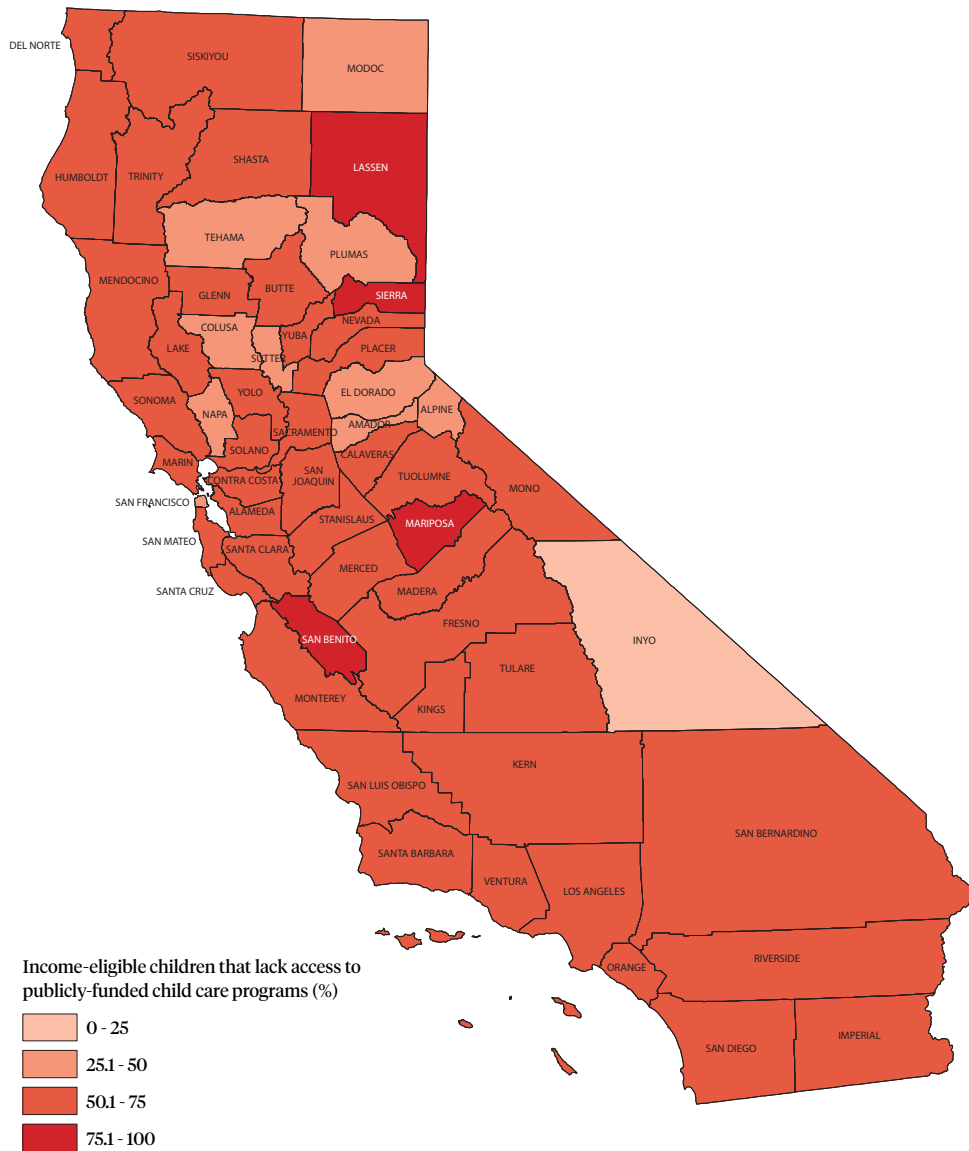 DEL NORTE
SISKIYOU
MODOC
HUMBOLDT
TRINITY
SHASTA
LASSEN
TEHAMA
PLUMAS
MENDOCINO
GLENN
BUTTE
SIERRA
COLUSA
NEVADA
LAKE
SUTTER
YUBA
PLACER
SONOMA
NAPA
YOLO
EL DORADO
ALPINE
SACRAMENTO
AMADOR
MARIN
SOLANO
CALAVERAS
CONTRA COSTA
SAN
JOAQUIN
TUOLUMNE
MONO
SAN FRANCISCO
ALAMEDA
STANISLAUS
MARIPOSA
SAN MATEO
SANTA CLARA
MERCED
SANTA CRUZ
MADERA
SAN BENITO
FRESNO
INYO
TULARE
MONTEREY
KINGS
KERN
SAN LUIS OBISPO
SAN BERNARDINO
SANTA BARBARA
VENTURA
LOS ANGELES
ORANGE
RIVERSIDE
SAN DIEGO
IMPERIAL
Income-eligible children that lack access to
publicly-funded child care programs (%)
0 - 25
25.1 - 50
50.1 - 75
75.1 - 100